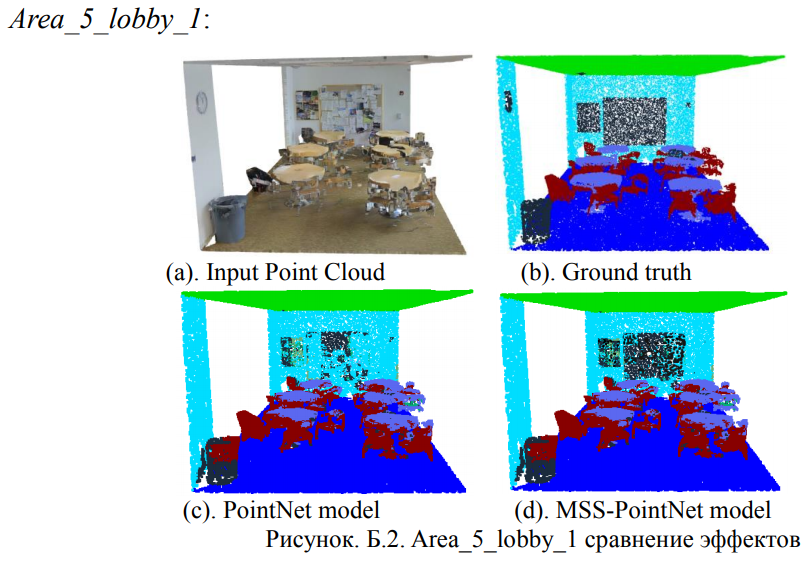 Area_5_lobby_1:
(a). Input Point Cloud
(b). Ground truth
(c). PointNet model
(d). MSS-PointNet model
Рисунок. Б.2. Area_5_lobby_1 сравнение эффектов